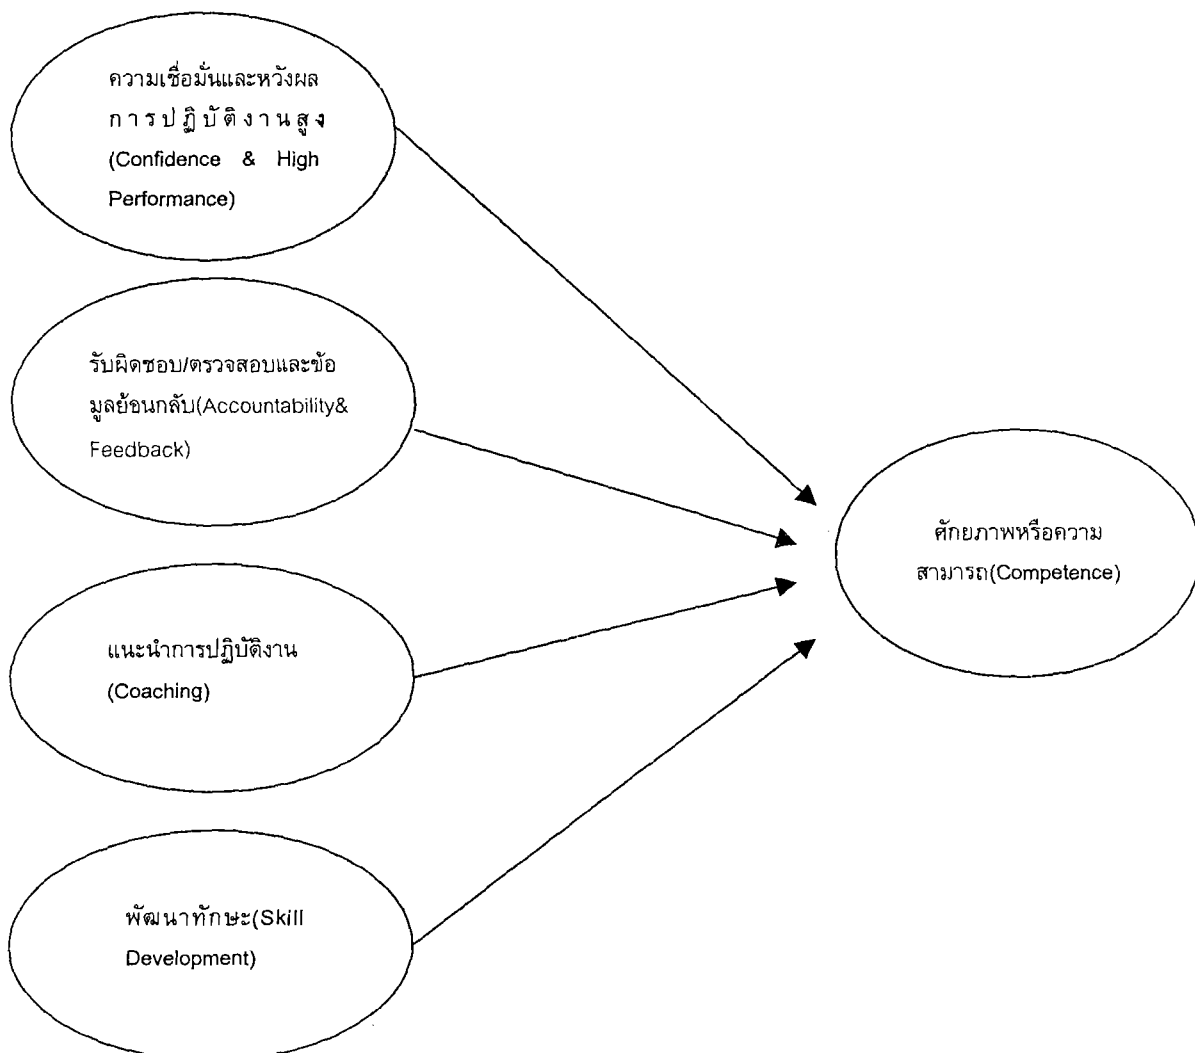 ความเชื่อมั่นและหวังผล
การปฏิบัติงานสูง
(Confidence & High
Performance)
รับผิดชอบ/ตรวจสอบและข้อ
มูลย้อนกลับ(Accountability&
Feedback)
แนะนำการปฏิบัติงาน
(Coaching)
พัฒนาทักษะ(Skill
Development)
ศักยภาพหรือความ
สามารถ(Competence)